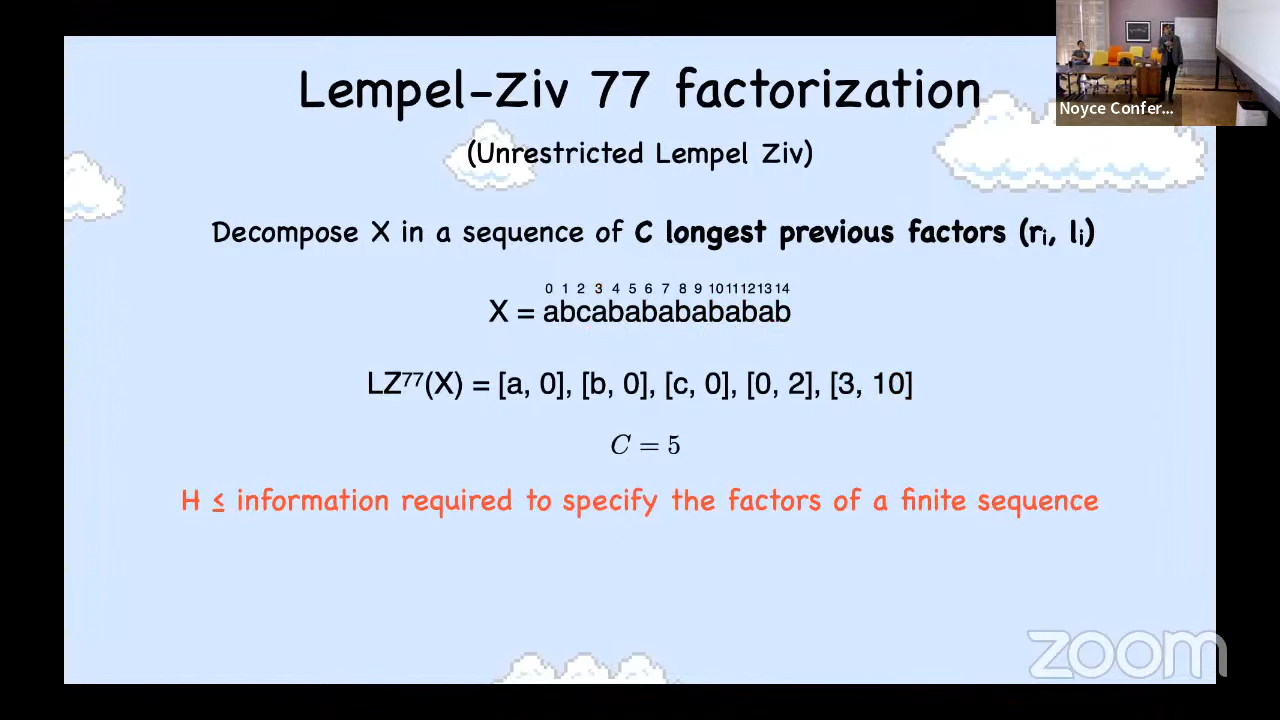 Lempel-Ziv 77 factorization
(Unrestricted Lempel Ziv)
Decompose X in a sequence of C longest previous factors (rᵢ, lᵢ)
0 1 2 3 4 5 6 7 8 9 10 11 12 13 14
X = abcabababababab
LZ⁷⁷(X) = [a, 0], [b, 0], [c, 0], [0, 2], [3, 10]
C = 5
H ≤ information required to specify the factors of a finite sequence
Noyce Confer...
zoom